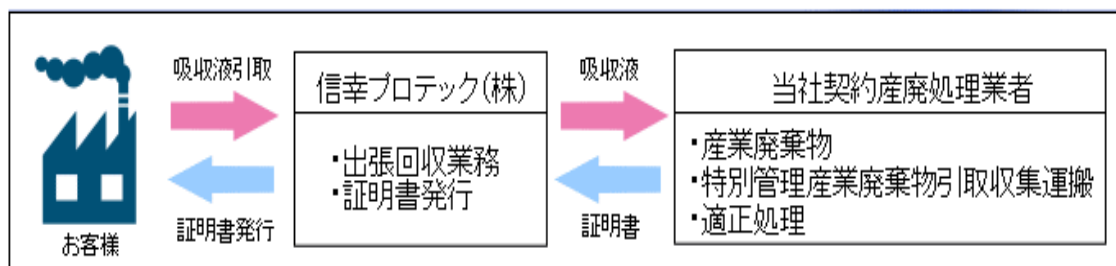 お客様
吸収液引取
証明書発行
信幸プロテック(株)
・出張回収業務
・証明書発行
吸収液
証明書
当社契約産廃処理業者
・産業廃棄物
・特別管理産業廃棄物引取収集運搬
・適正処理